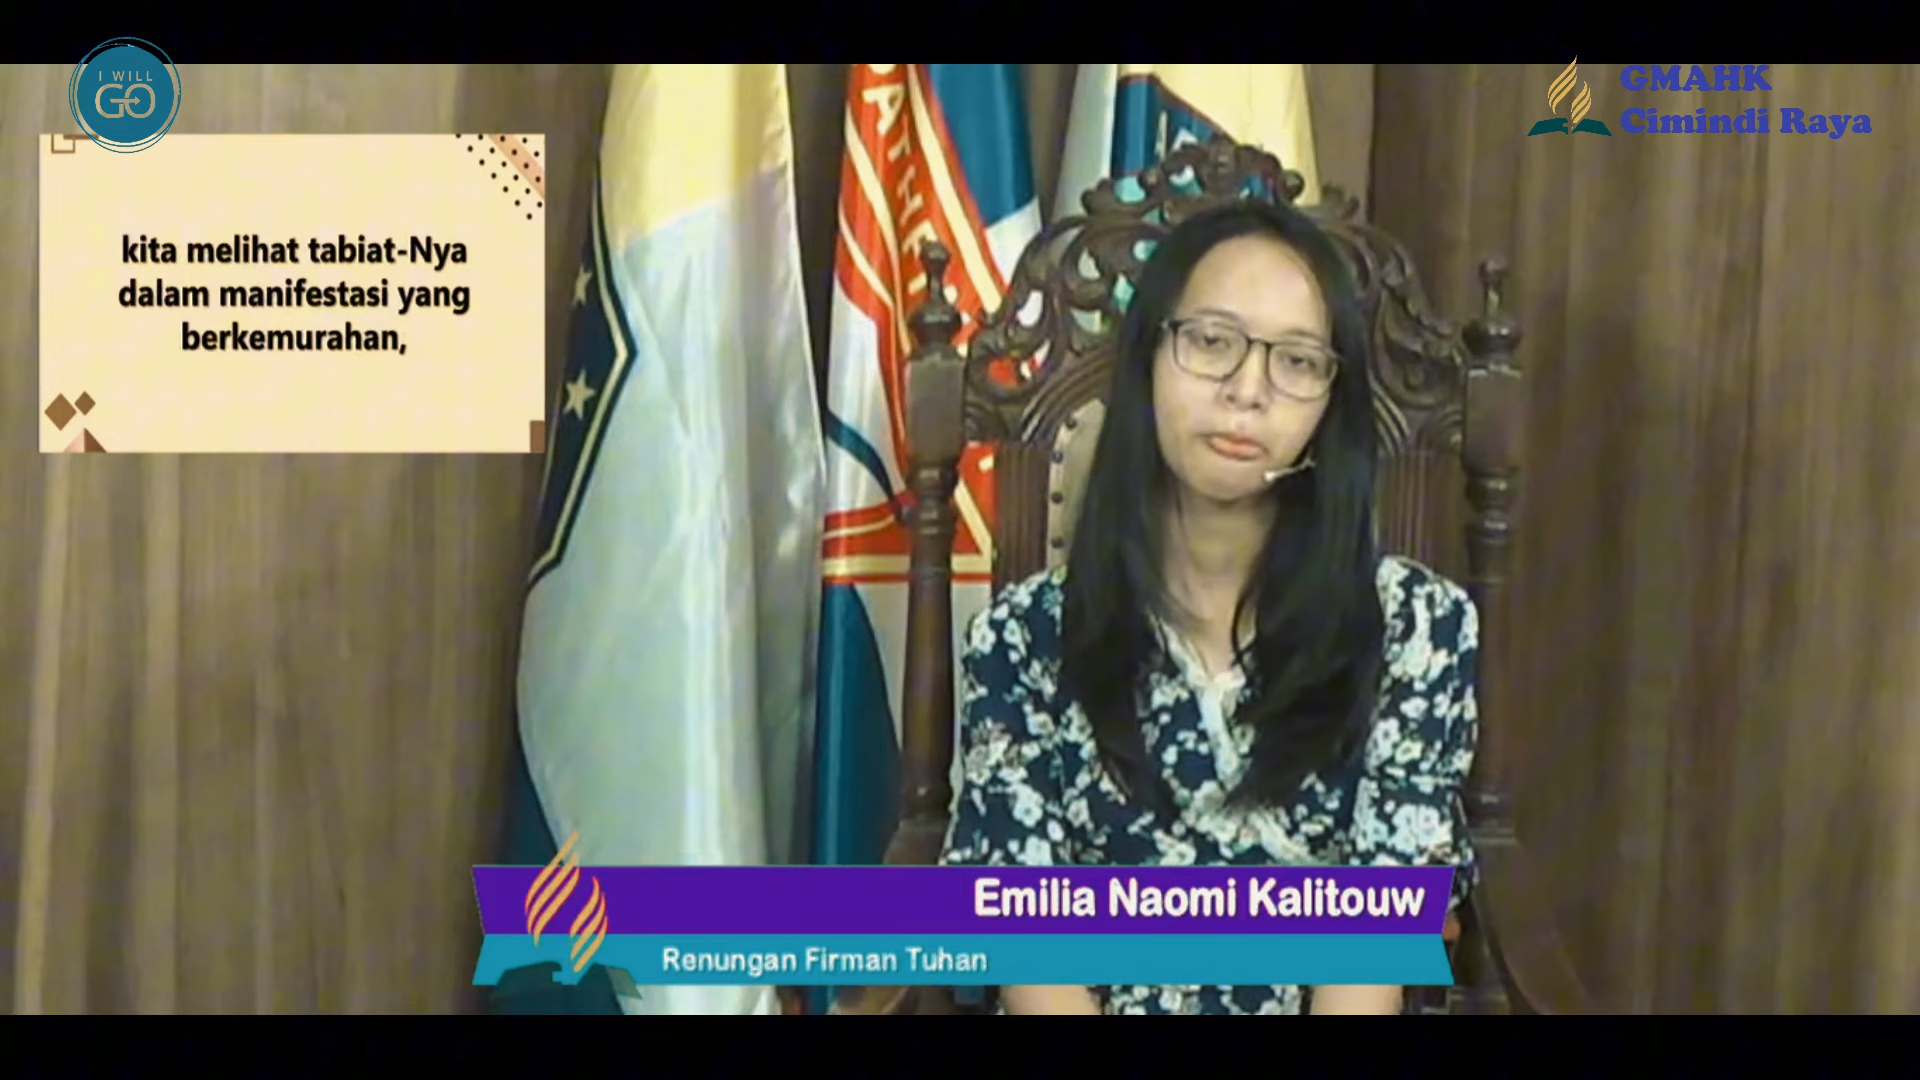 I WILL
GO
GMAHK
Cimindi Raya
kita melihat tabiat-Nya
dalam manifestasi yang
berkemurahan,
Emilia Naomi Kalitouw
Renungan Firman Tuhan